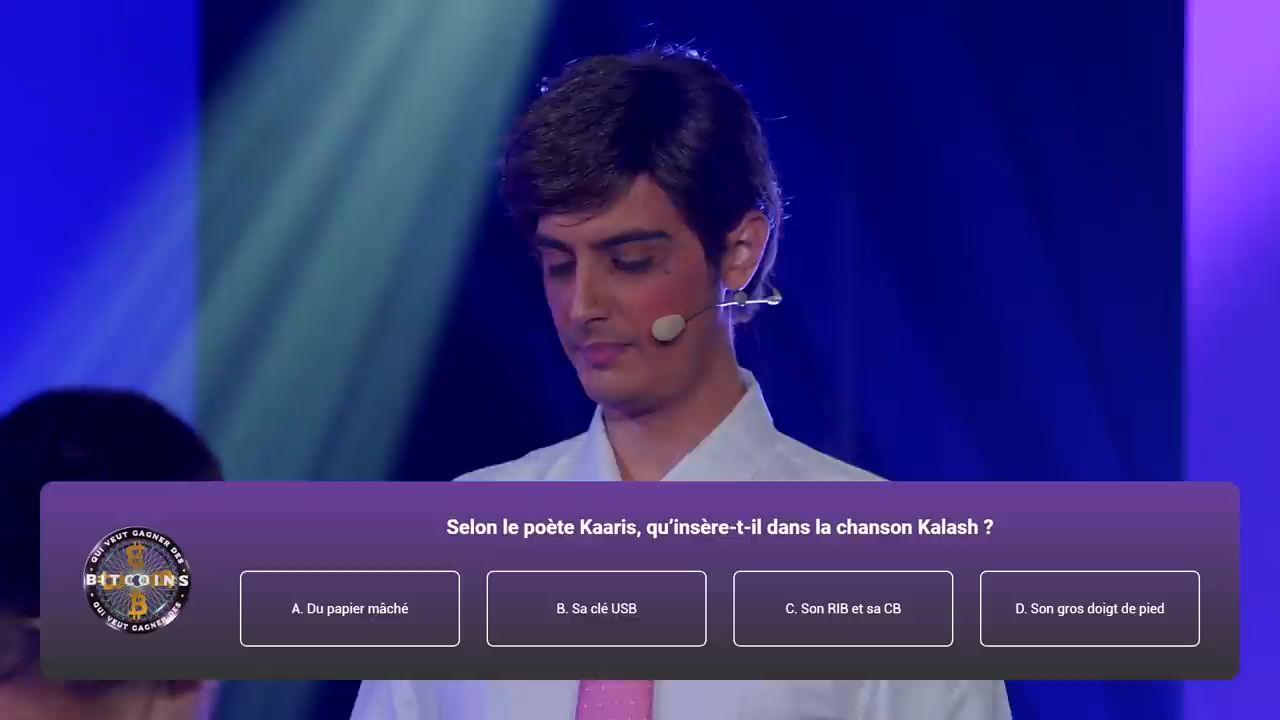 Selon le poète Kaaris, qu’insère-t-il dans la chanson Kalash ?
QUI VEUT GAGNER DES
BITCOINS
QUI VEUT GAGNER DES
A. Du papier mâché
B. Sa clé USB
C. Son RIB et sa CB
D. Son gros doigt de pied